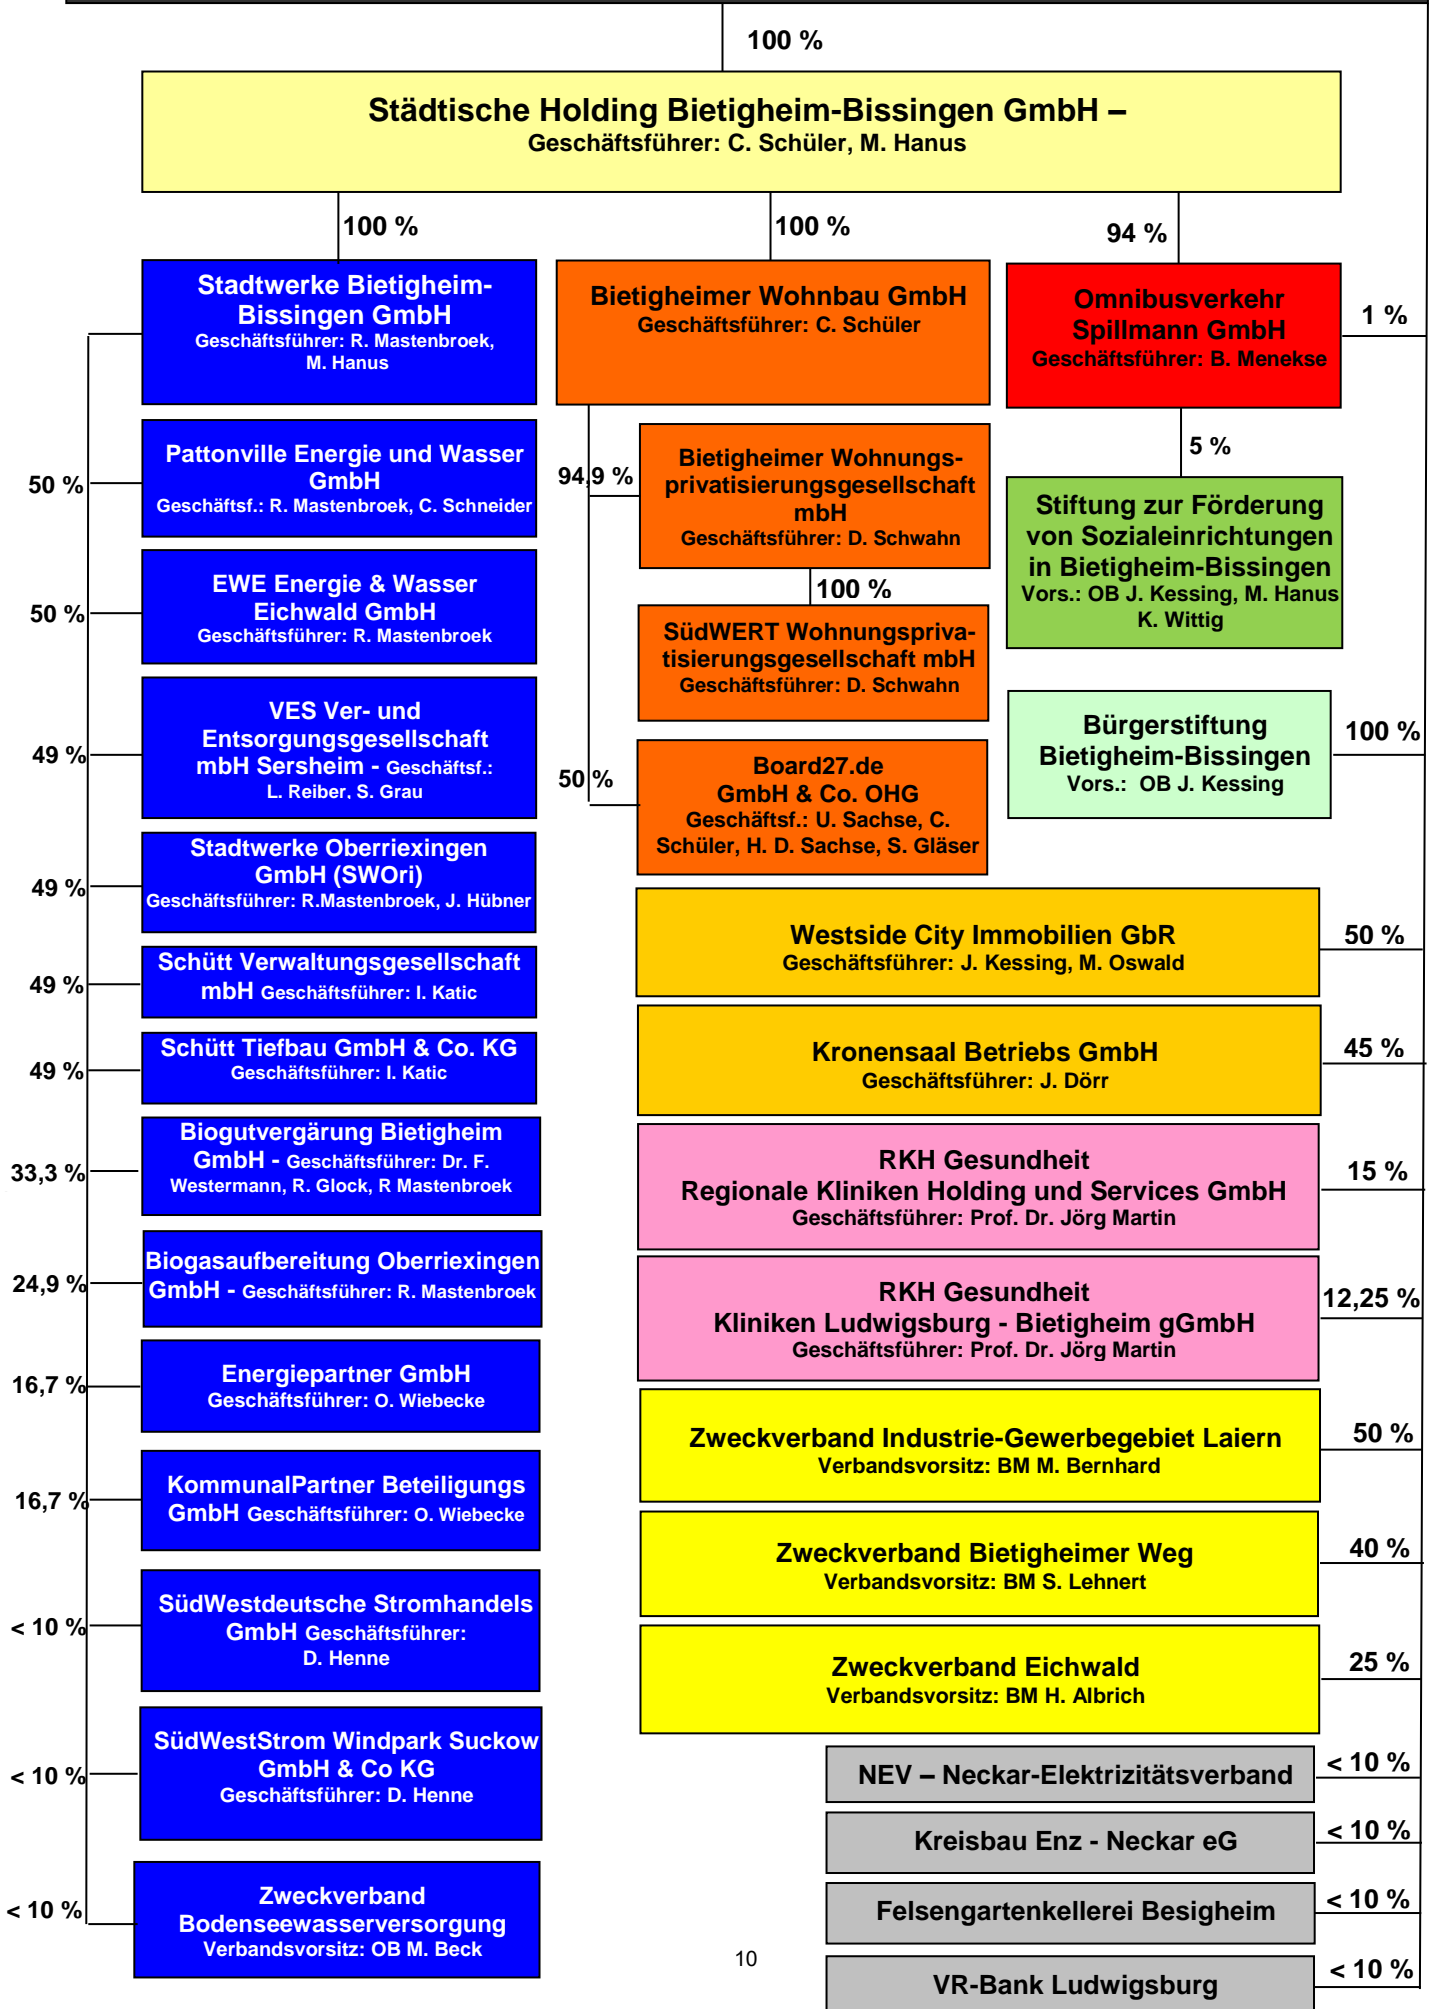 100 %
Städtische Holding Bietigheim-Bissingen GmbH –
Geschäftsführer: C. Schüler, M. Hanus
100 %
100 %
94 %
Stadtwerke Bietigheim-
Bissingen GmbH
Geschäftsführer: R. Mastenbroek,
M. Hanus
50 %
Pattonville Energie und Wasser
GmbH
Geschäftsf.: R. Mastenbroek, C. Schneider
50 %
EWE Energie & Wasser
Eichwald GmbH
Geschäftsführer: R. Mastenbroek
49 %
VES Ver- und
Entsorgungsgesellschaft
mbH Sersheim - Geschäftsf.:
L. Reiber, S. Grau
49 %
Stadtwerke Oberriexingen
GmbH (SWOri)
Geschäftsführer: R.Mastenbroek, J. Hübner
49 %
Schütt Verwaltungsgesellschaft
mbH Geschäftsführer: I. Katic
49 %
Schütt Tiefbau GmbH & Co. KG
Geschäftsführer: I. Katic
33,3 %
Biogutvergärung Bietigheim
GmbH - Geschäftsführer: Dr. F.
Westermann, R. Glock, R Mastenbroek
24,9 %
Biogasaufbereitung Oberriexingen
GmbH - Geschäftsführer: R. Mastenbroek
16,7 %
Energiepartner GmbH
Geschäftsführer: O. Wiebecke
16,7 %
KommunalPartner Beteiligungs
GmbH Geschäftsführer: O. Wiebecke
< 10 %
SüdWestdeutsche Stromhandels
GmbH Geschäftsführer:
D. Henne
< 10 %
SüdWestStrom Windpark Suckow
GmbH & Co KG
Geschäftsführer: D. Henne
< 10 %
Zweckverband
Bodenseewasserversorgung
Verbandsvorsitz: OB M. Beck
Bietigheimer Wohnbau GmbH
Geschäftsführer: C. Schüler
94,9 %
Bietigheimer Wohnungs-
privatisierungsgesellschaft
mbH
Geschäftsführer: D. Schwahn
100 %
SüdWERT Wohnungspriva-
tisierungsgesellschaft mbH
Geschäftsführer: D. Schwahn
50 %
Board27.de
GmbH & Co. OHG
Geschäftsf.: U. Sachse, C.
Schüler, H. D. Sachse, S. Gläser
Omnibusverkehr
Spillmann GmbH
Geschäftsführer: B. Menekse
1 %
5 %
Stiftung zur Förderung
von Sozialeinrichtungen
in Bietigheim-Bissingen
Vors.: OB J. Kessing, M. Hanus
K. Wittig
Bürgerstiftung
Bietigheim-Bissingen
Vors.: OB J. Kessing
100 %
Westside City Immobilien GbR
Geschäftsführer: J. Kessing, M. Oswald
50 %
Kronensaal Betriebs GmbH
Geschäftsführer: J. Dörr
45 %
RKH Gesundheit
Regionale Kliniken Holding und Services GmbH
Geschäftsführer: Prof. Dr. Jörg Martin
15 %
RKH Gesundheit
Kliniken Ludwigsburg - Bietigheim gGmbH
Geschäftsführer: Prof. Dr. Jörg Martin
12,25 %
Zweckverband Industrie-Gewerbegebiet Laiern
Verbandsvorsitz: BM M. Bernhard
50 %
Zweckverband Bietigheimer Weg
Verbandsvorsitz: BM S. Lehnert
40 %
Zweckverband Eichwald
Verbandsvorsitz: BM H. Albrich
25 %
NEV – Neckar-Elektrizitätsverband
< 10 %
Kreisbau Enz - Neckar eG
< 10 %
Felsengartenkellerei Besigheim
< 10 %
VR-Bank Ludwigsburg
< 10 %
10